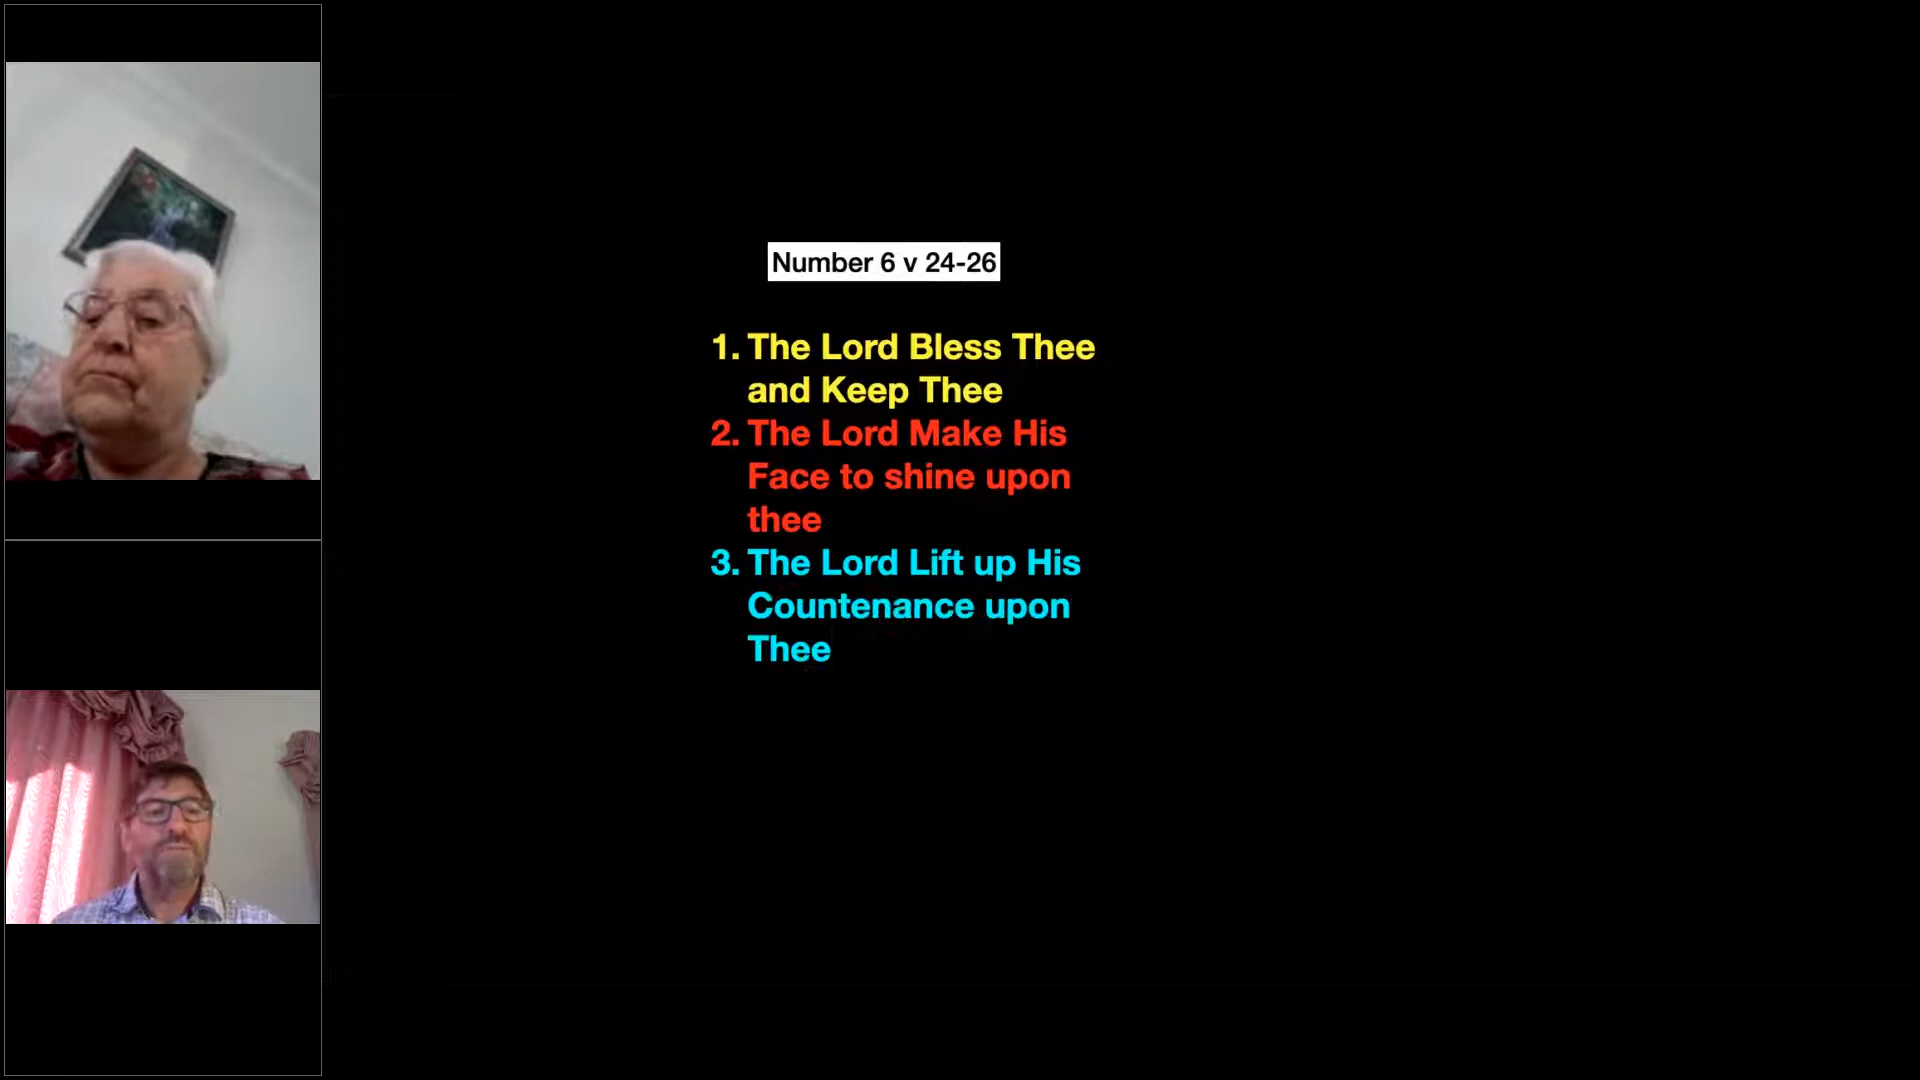 Number 6 v 24-26
1. The Lord Bless Thee
and Keep Thee
2. The Lord Make His
Face to shine upon
thee
3. The Lord Lift up His
Countenance upon
Thee